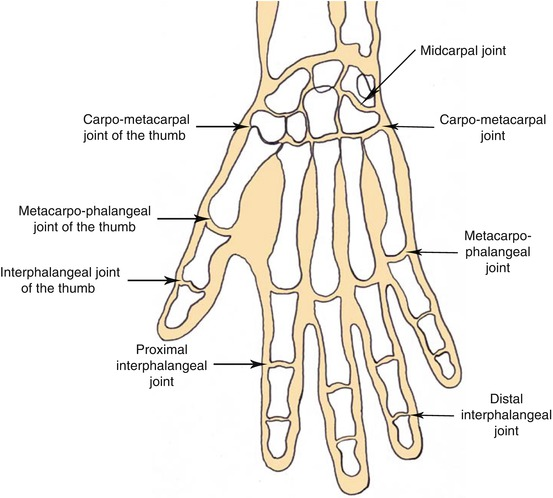 Midcarpal joint
Carpo-metacarpal
joint of the thumb
Carpo-metacarpal
joint
Metacarpo-phalangeal
joint of the thumb
Metacarpo-
phalangeal
joint
Interphalangeal joint
of the thumb
Proximal
interphalangeal
joint
Distal
interphalangeal
joint